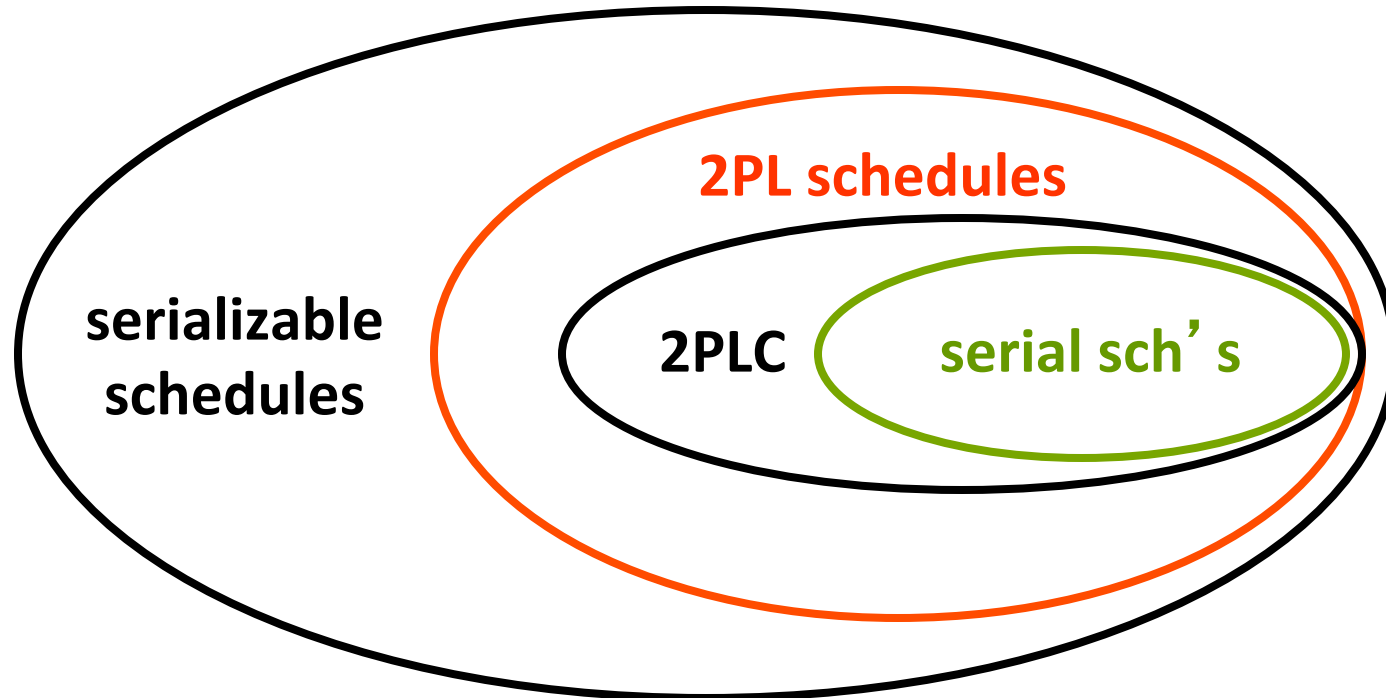 2PL schedules
serializable
schedules
2PLC
serial sch’ s